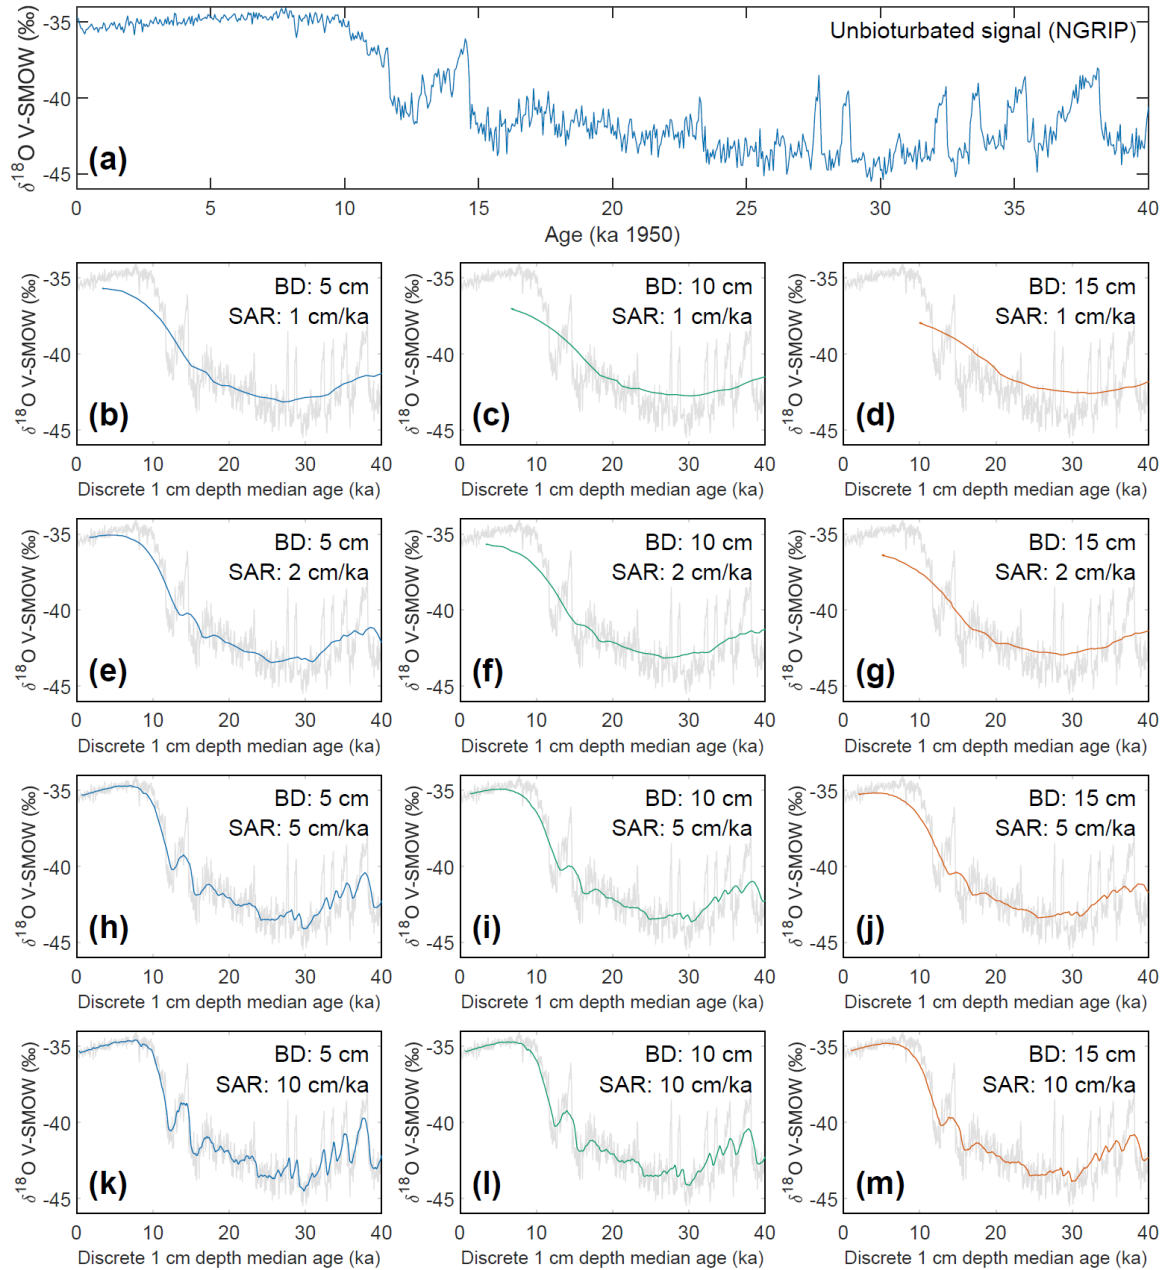 δ18O V-SMOW (‰)
-35
-40
-45
Unbioturbated signal (NGRIP)
(a)
0 5 10 15 20 25 30 35 40
Age (ka 1950)
δ18O V-SMOW (‰)
-35
-40
-45
BD: 5 cm
SAR: 1 cm/ka
(b)
0 10 20 30 40
Discrete 1 cm depth median age (ka)
δ18O V-SMOW (‰)
-35
-40
-45
BD: 10 cm
SAR: 1 cm/ka
(c)
0 10 20 30 40
Discrete 1 cm depth median age (ka)
δ18O V-SMOW (‰)
-35
-40
-45
BD: 15 cm
SAR: 1 cm/ka
(d)
0 10 20 30 40
Discrete 1 cm depth median age (ka)
δ18O V-SMOW (‰)
-35
-40
-45
BD: 5 cm
SAR: 2 cm/ka
(e)
0 10 20 30 40
Discrete 1 cm depth median age (ka)
δ18O V-SMOW (‰)
-35
-40
-45
BD: 10 cm
SAR: 2 cm/ka
(f)
0 10 20 30 40
Discrete 1 cm depth median age (ka)
δ18O V-SMOW (‰)
-35
-40
-45
BD: 15 cm
SAR: 2 cm/ka
(g)
0 10 20 30 40
Discrete 1 cm depth median age (ka)
δ18O V-SMOW (‰)
-35
-40
-45
BD: 5 cm
SAR: 5 cm/ka
(h)
0 10 20 30 40
Discrete 1 cm depth median age (ka)
δ18O V-SMOW (‰)
-35
-40
-45
BD: 10 cm
SAR: 5 cm/ka
(i)
0 10 20 30 40
Discrete 1 cm depth median age (ka)
δ18O V-SMOW (‰)
-35
-40
-45
BD: 15 cm
SAR: 5 cm/ka
(j)
0 10 20 30 40
Discrete 1 cm depth median age (ka)
δ18O V-SMOW (‰)
-35
-40
-45
BD: 5 cm
SAR: 10 cm/ka
(k)
0 10 20 30 40
Discrete 1 cm depth median age (ka)
δ18O V-SMOW (‰)
-35
-40
-45
BD: 10 cm
SAR: 10 cm/ka
(l)
0 10 20 30 40
Discrete 1 cm depth median age (ka)
δ18O V-SMOW (‰)
-35
-40
-45
BD: 15 cm
SAR: 10 cm/ka
(m)
0 10 20 30 40
Discrete 1 cm depth median age (ka)